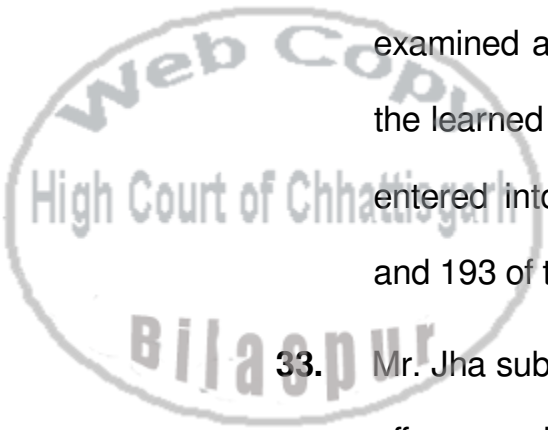 Web Copy
examined a
the learned
High Court of Chhattisgarh
entered into
and 193 of t
Bilaspur
33. Mr. Jha sub